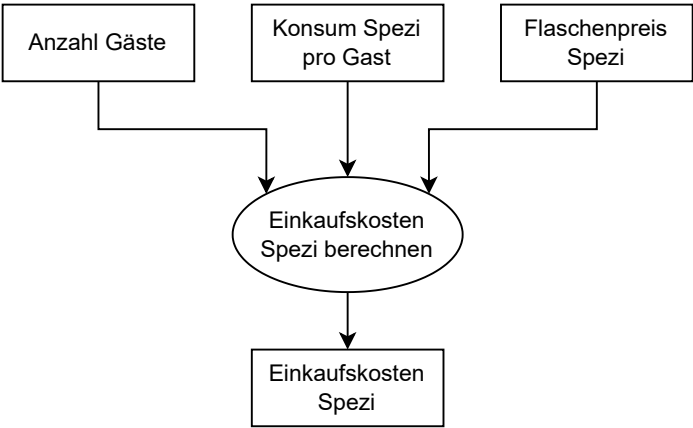 Anzahl Gäste
Konsum Spezi
pro Gast
Flaschenpreis
Spezi
Einkaufskosten
Spezi berechnen
Einkaufskosten
Spezi